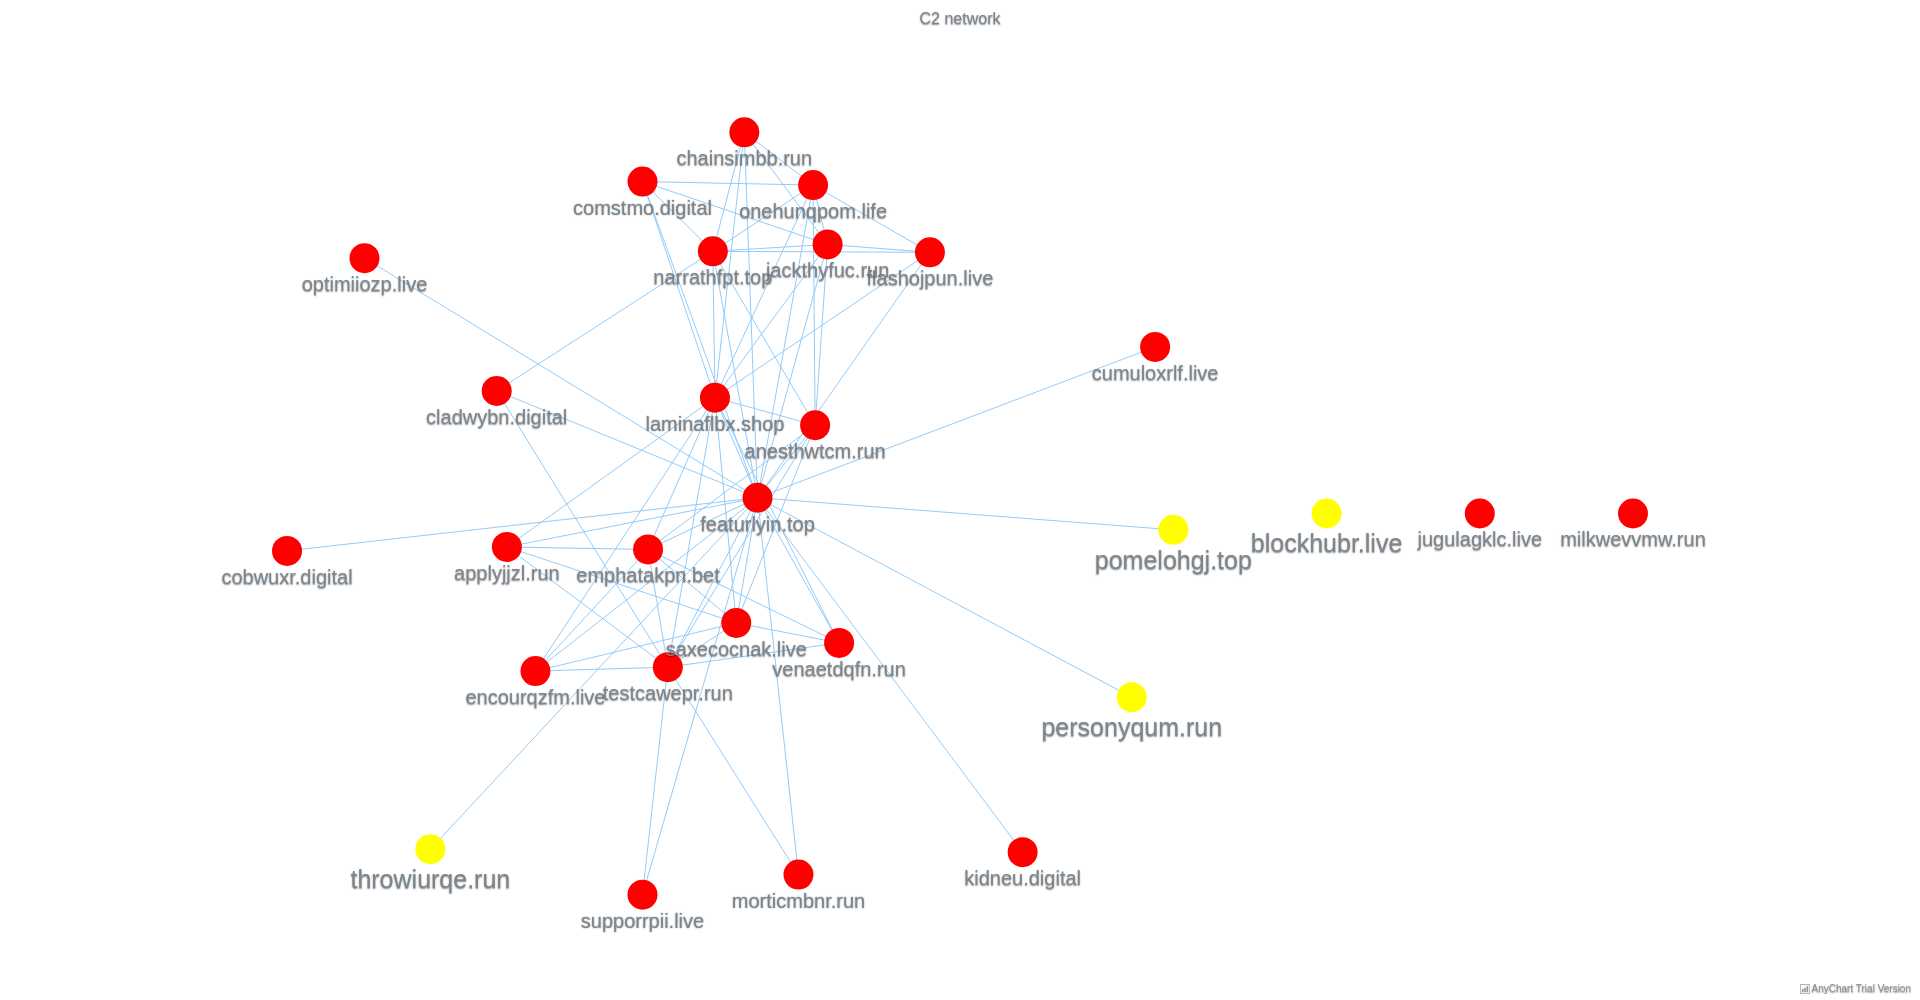 C2 network
chainsimbb.run
comstmo.digital
onehunqpom.life
narrathfpt.top
jackthyfuc.run
flashojpun.live
optimiiozp.live
cumuloxrlf.live
cladwybn.digital
laminaflbx.shop
anesthwtcm.run
featurlyin.top
pomelohgj.top
blockhubr.live
jugulagklc.live
milkwevvmw.run
cobwuxr.digital
applyjjzl.run
emphatakpn.bet
saxecocnak.live
venaetdqfn.run
encourqzfm.live
testcawepr.run
personyqum.run
throwiurqe.run
supporrpii.live
morticmbnr.run
kidneu.digital
AnyChart Trial Version